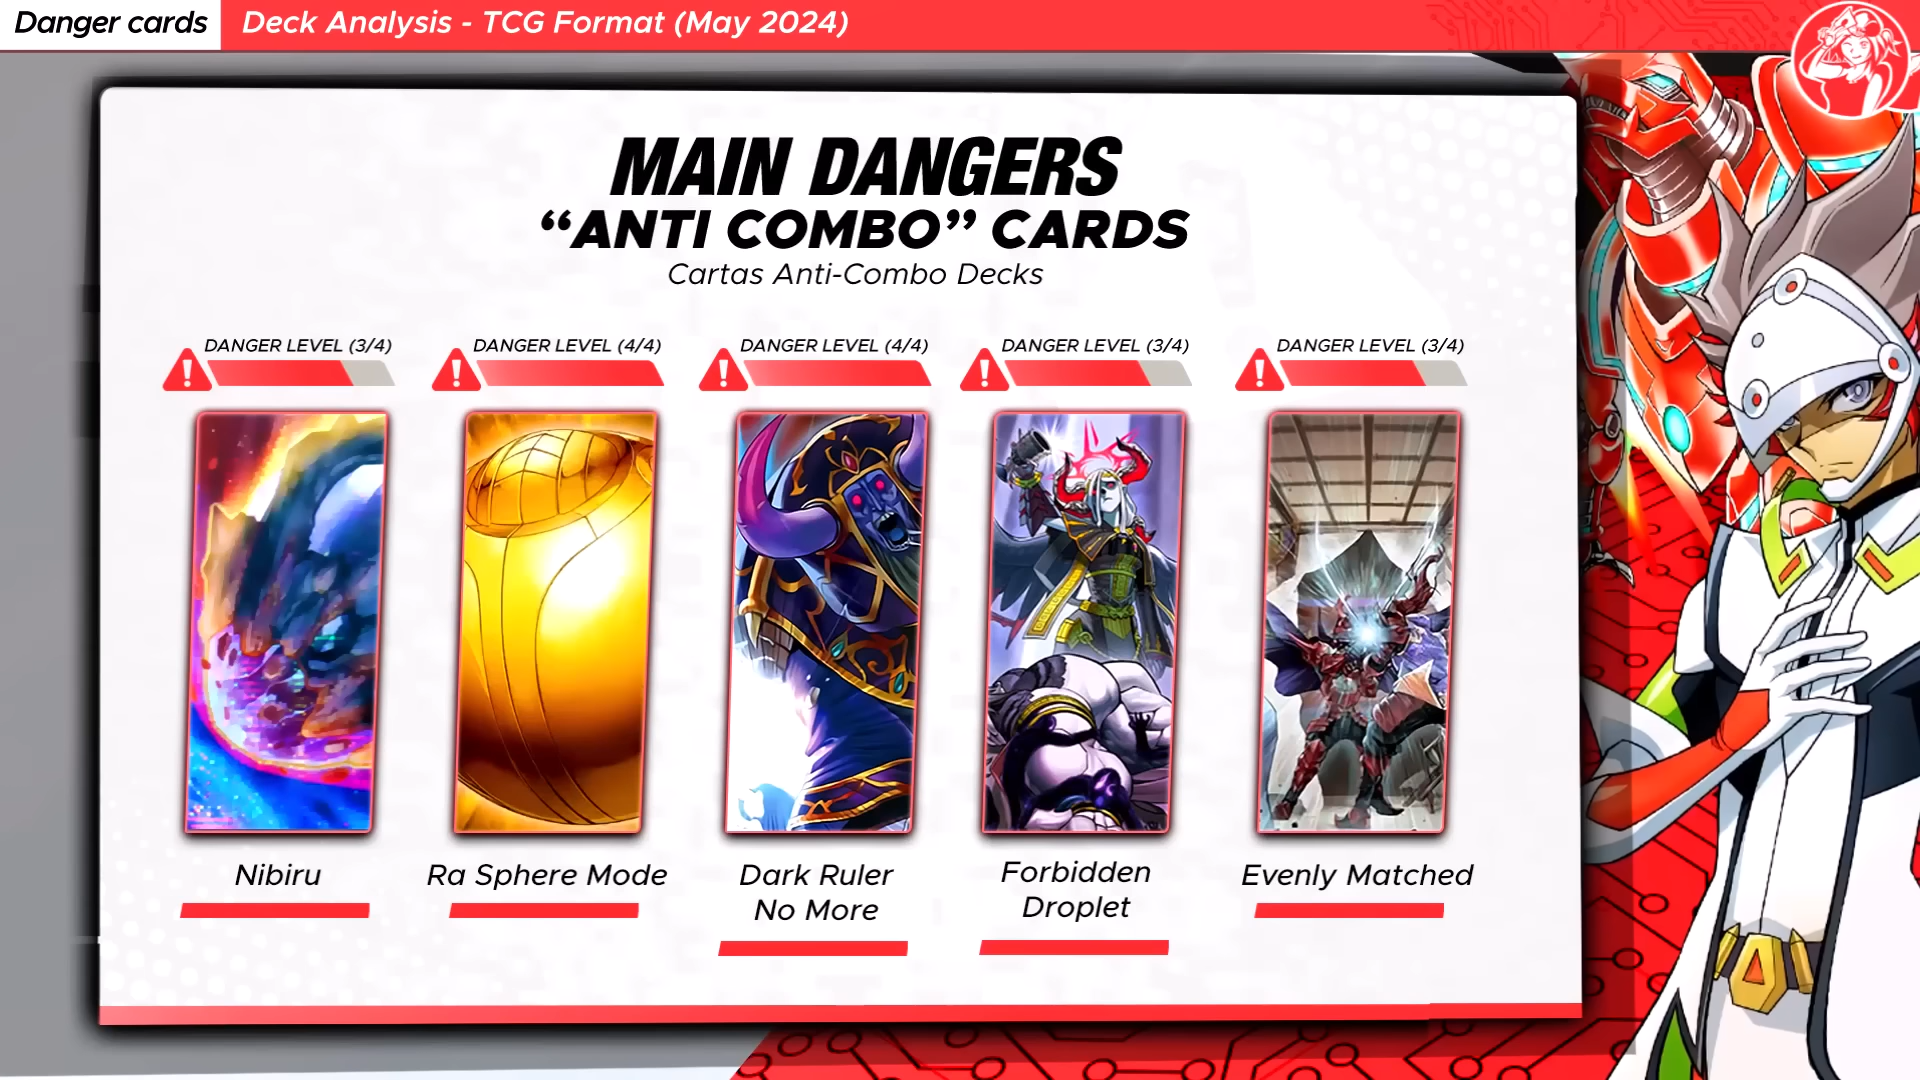 Danger cards
Deck Analysis - TCG Format (May 2024)
MAIN DANGERS
“ANTI COMBO” CARDS
Cartas Anti-Combo Decks
DANGER LEVEL (3/4)
DANGER LEVEL (4/4)
DANGER LEVEL (4/4)
DANGER LEVEL (3/4)
DANGER LEVEL (3/4)
Nibiru
Ra Sphere Mode
Dark Ruler
No More
Forbidden
Droplet
Evenly Matched